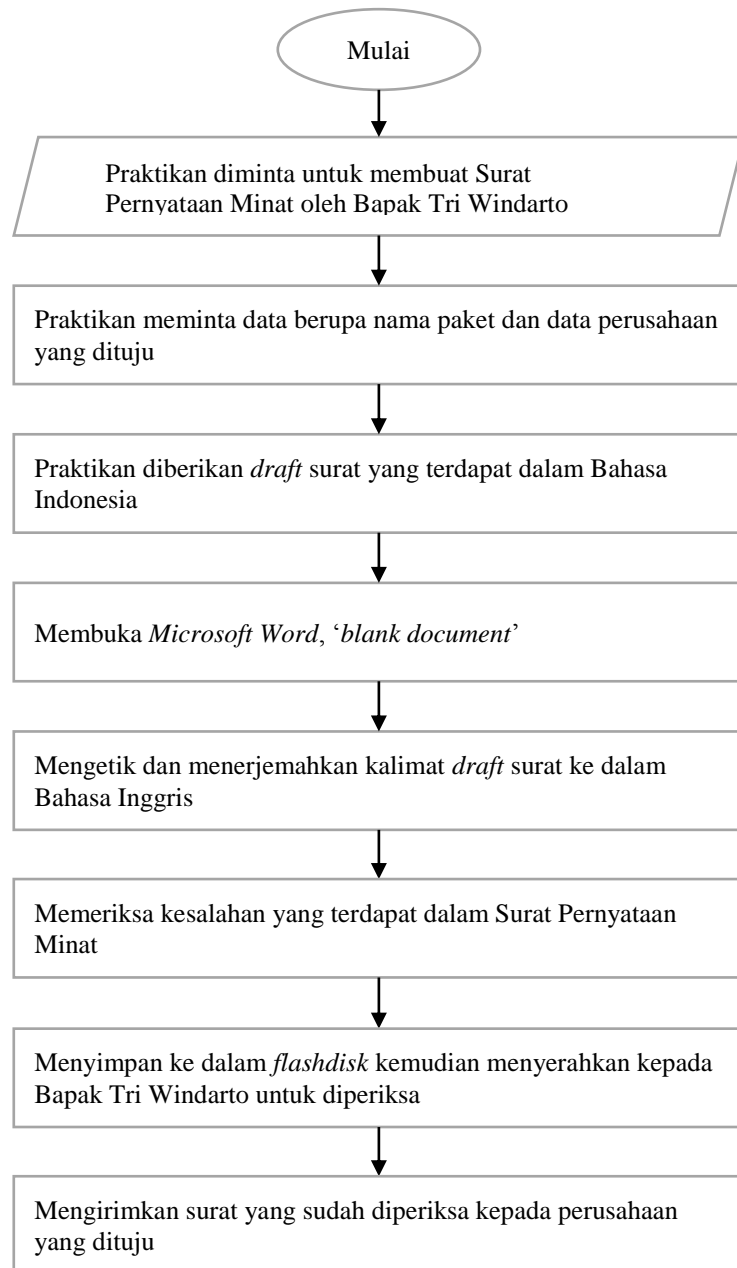 Mulai
Praktikan diminta untuk membuat Surat
Pernyataan Minat oleh Bapak Tri Windarto
Praktikan meminta data berupa nama paket dan data perusahaan
yang dituju
Praktikan diberikan draft surat yang terdapat dalam Bahasa
Indonesia
Membuka Microsoft Word, ‘blank document’
Mengetik dan menerjemahkan kalimat draft surat ke dalam
Bahasa Inggris
Memeriksa kesalahan yang terdapat dalam Surat Pernyataan
Minat
Menyimpan ke dalam flashdisk kemudian menyerahkan kepada
Bapak Tri Windarto untuk diperiksa
Mengirimkan surat yang sudah diperiksa kepada perusahaan
yang dituju